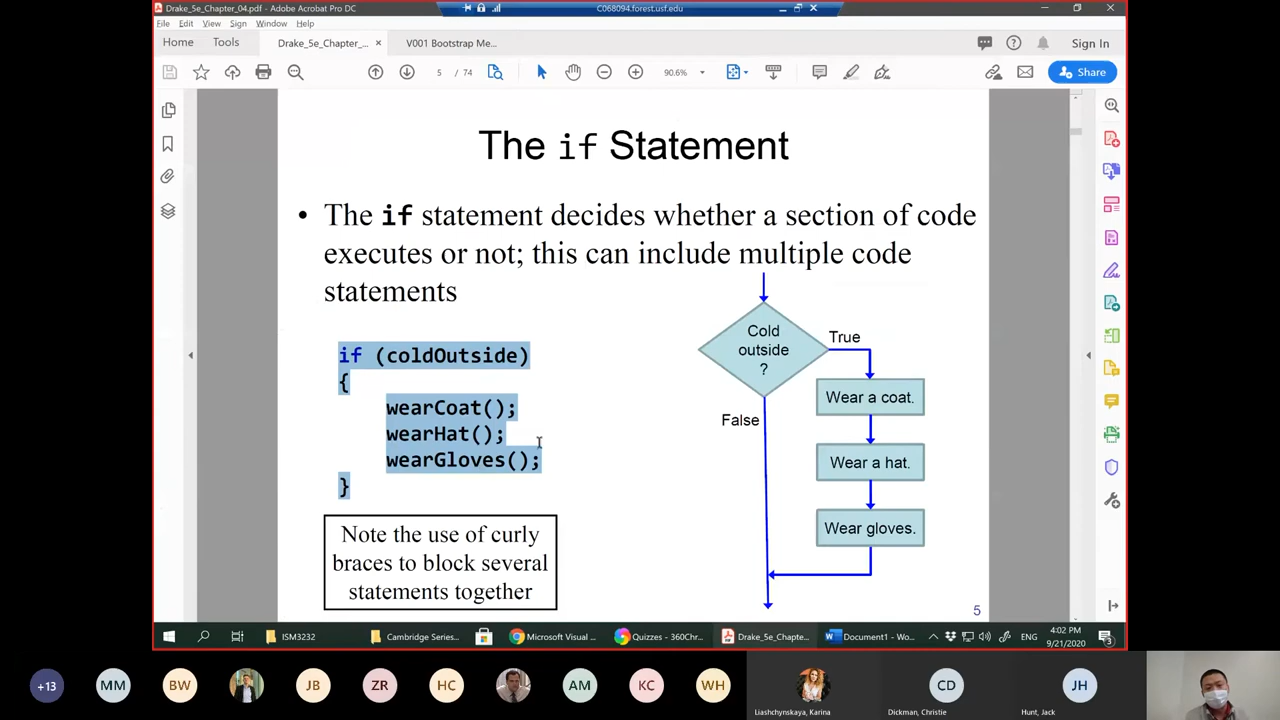 Drake_5e_Chapter_04.pdf - Adobe Acrobat Pro DC
C068094.forest.usf.edu
File Edit View Sign Window Help
Home Tools Drake_5e_Chapter_... × V001 Bootstrap Me...
Sign In
5 / 74
90.6%
Share
The if Statement
• The if statement decides whether a section of code
executes or not; this can include multiple code
statements
if (coldOutside)
{
wearCoat();
wearHat();
wearGloves();
}
Note the use of curly
braces to block several
statements together
Cold
outside
?
True
False
Wear a coat.
Wear a hat.
Wear gloves.
5
ISM3232
Cambridge Series...
Microsoft Visual ...
Quizzes - 360Chr...
Drake_5e_Chapte...
Document1 - Wo...
ENG
4:02 PM
9/21/2020
3
+13 MM BW JB ZR HC AM KC WH CD JH
Liashchynskaya, Karina
Dickman, Christie
Hunt, Jack